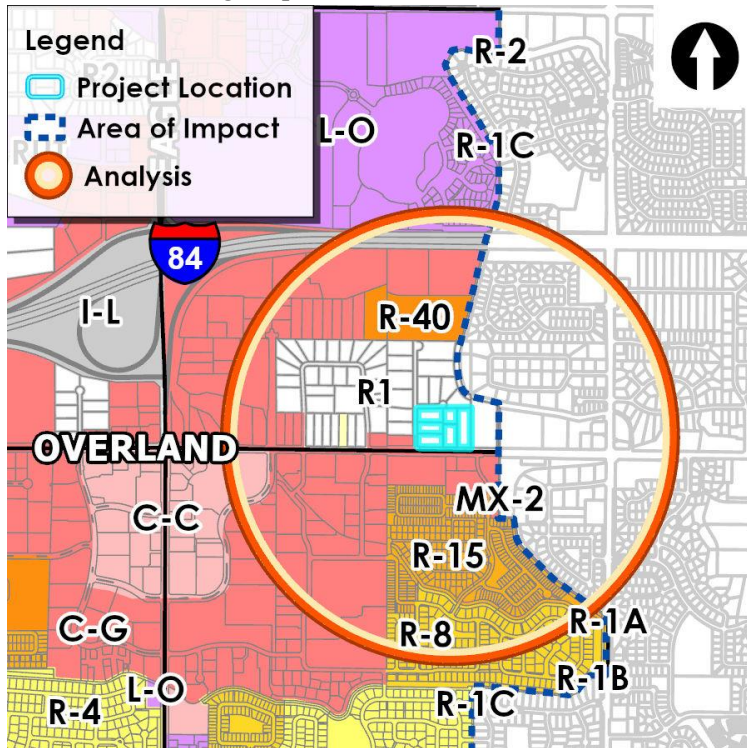 Legend
Project Location
Area of Impact
Analysis
R-2
L-O
R-1C
84
I-L
R-40
R1
OVERLAND
C-C
MX-2
R-15
C-G
R-8
R-1A
L-O
R-1B
R-4
R-1C